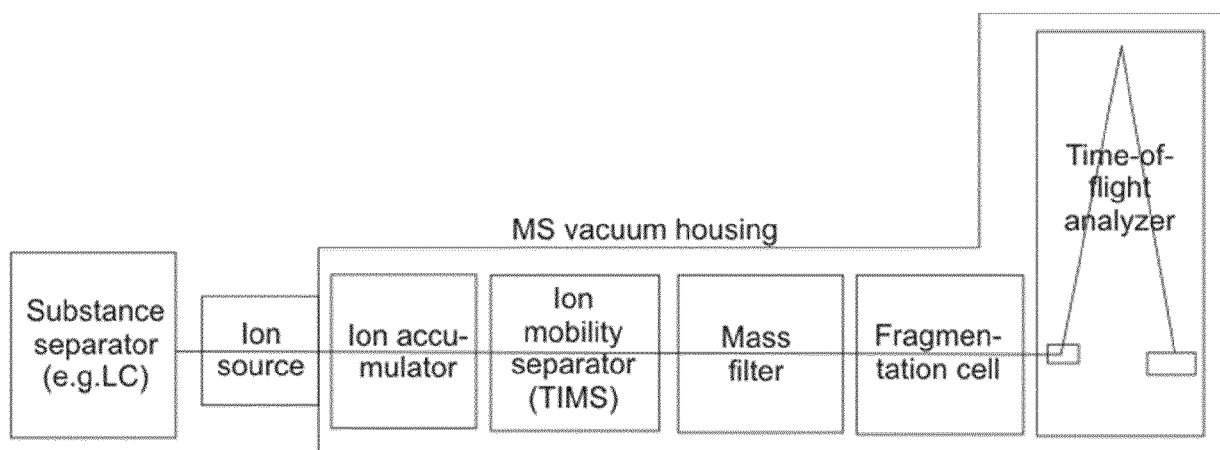 Time-of-
flight
analyzer
MS vacuum housing
Substance
separator
(e.g.LC)
Ion
source
Ion accu-
mulator
Ion
mobility
separator
(TIMS)
Mass
filter
Fragmen-
tation cell